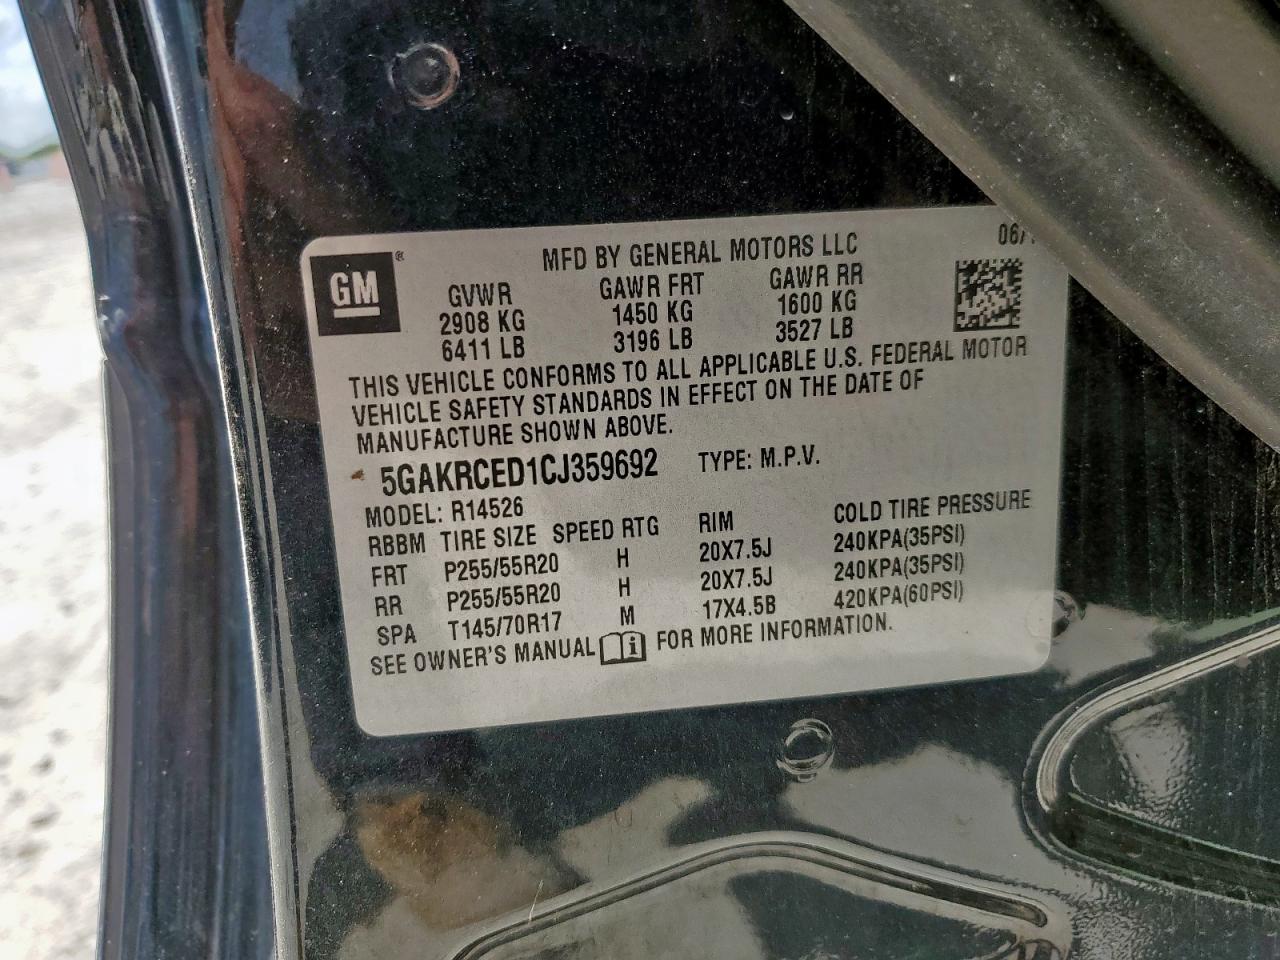 GM ®
MFD BY GENERAL MOTORS LLC 06/
GVWR GAWR FRT GAWR RR
2908 KG 1450 KG 1600 KG
6411 LB 3196 LB 3527 LB
THIS VEHICLE CONFORMS TO ALL APPLICABLE U.S. FEDERAL MOTOR
VEHICLE SAFETY STANDARDS IN EFFECT ON THE DATE OF
MANUFACTURE SHOWN ABOVE.
5GAKRCED1CJ359692 TYPE: M.P.V.
MODEL: R14526
RBBM TIRE SIZE SPEED RTG RIM COLD TIRE PRESSURE
FRT P255/55R20 H 20X7.5J 240KPA(35PSI)
RR P255/55R20 H 20X7.5J 240KPA(35PSI)
SPA T145/70R17 M 17X4.5B 420KPA(60PSI)
SEE OWNER'S MANUAL i FOR MORE INFORMATION.